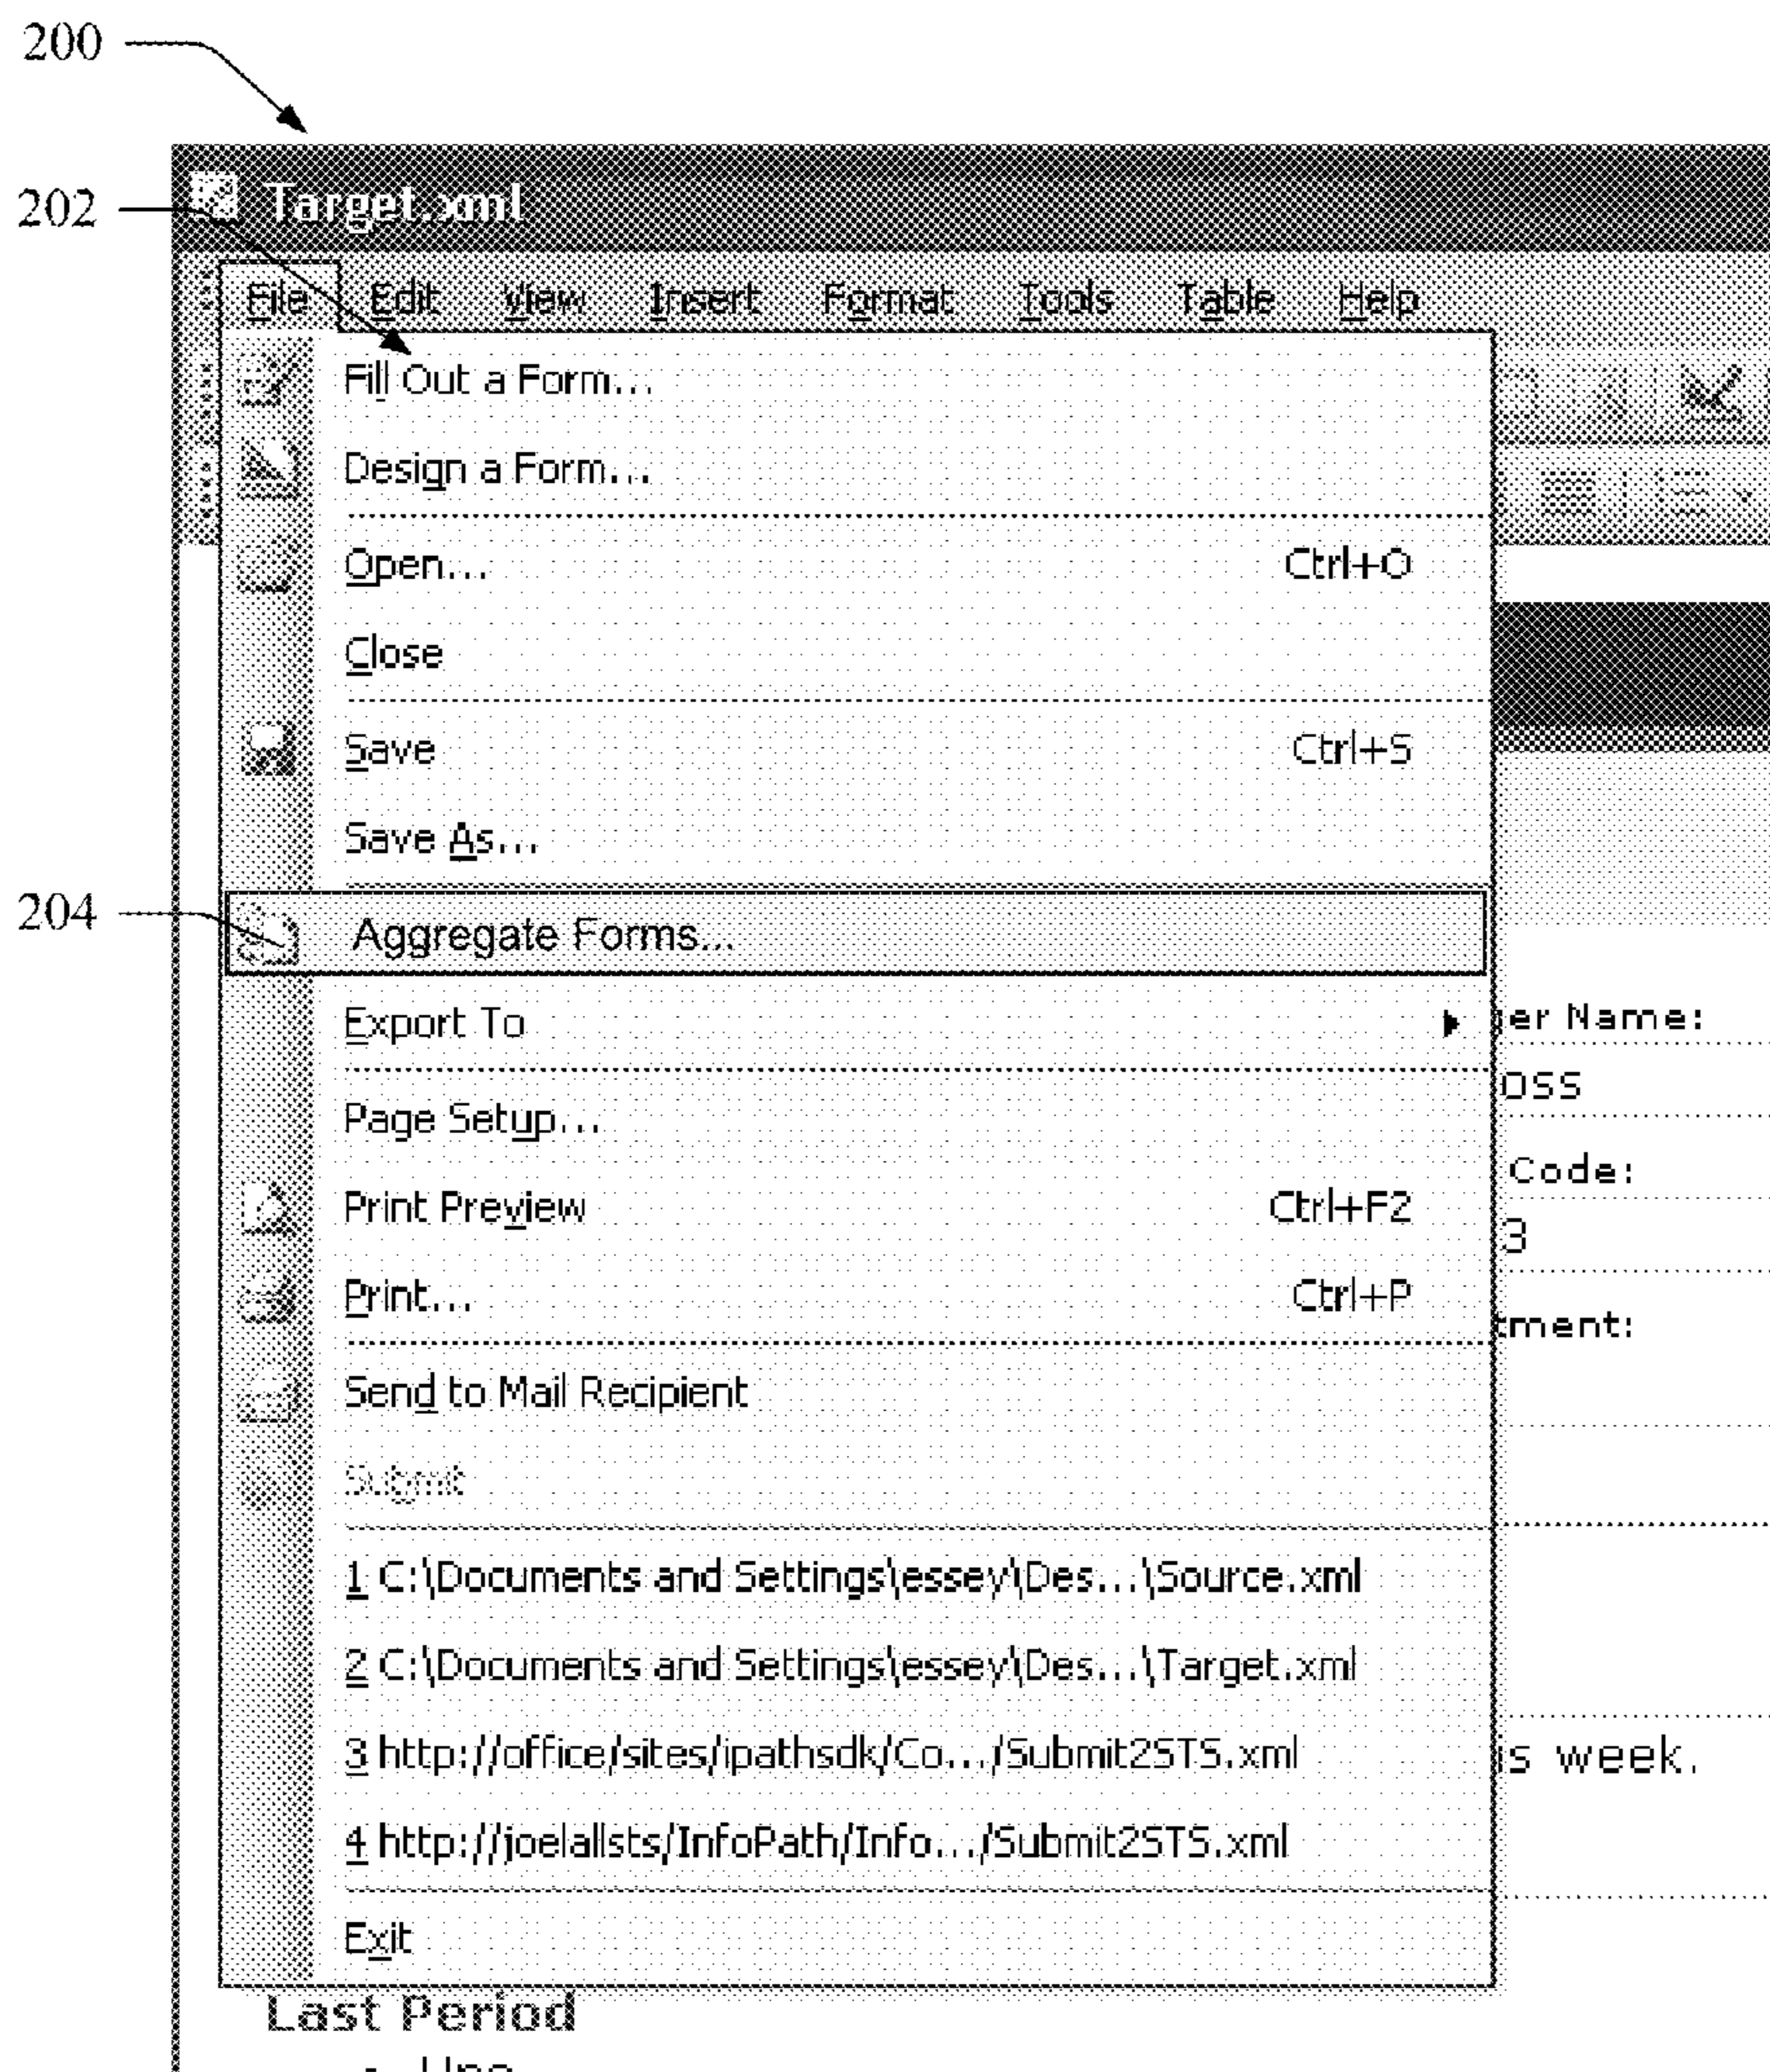 200
202
Target.xml
File Edit View Insert Format Tools Table Help
Fill Out a Form...
Design a Form...
Open... Ctrl+O
Close
Save Ctrl+S
Save As...
204
Aggregate Forms...
Export To
er Name:
oss
Page Setup...
Code:
Print Preview Ctrl+F2
3
Print... Ctrl+P
tment:
Send to Mail Recipient
Submit
1 C:\Documents and Settings\essey\Des...\Source.xml
2 C:\Documents and Settings\essey\Des...\Target.xml
3 http://office/sites/ipathsdk/Co.../Submit2STS.xml
s week.
4 http://joelallsts/InfoPath/Info.../Submit2STS.xml
Exit
Last Period